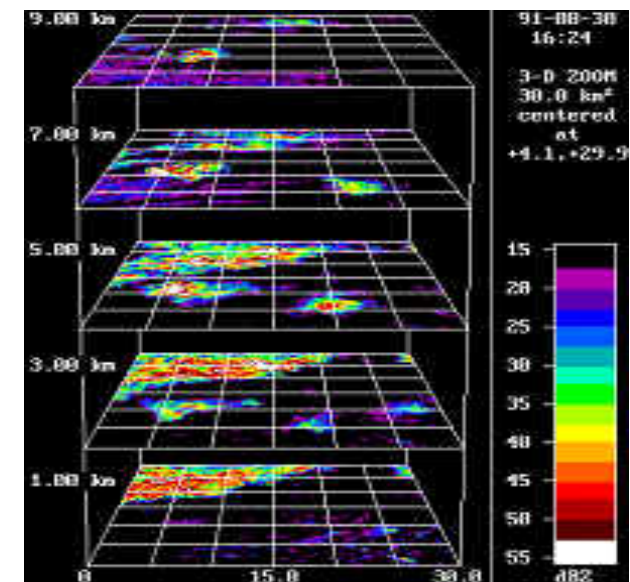 9.00 km
7.00 km
5.00 km
3.00 km
1.00 km
0 15.0 30.0
91-08-30
16:24
3-D ZOOM
30.0 km²
centered
at
+4.1,+29.9
15
20
25
30
35
40
45
50
55